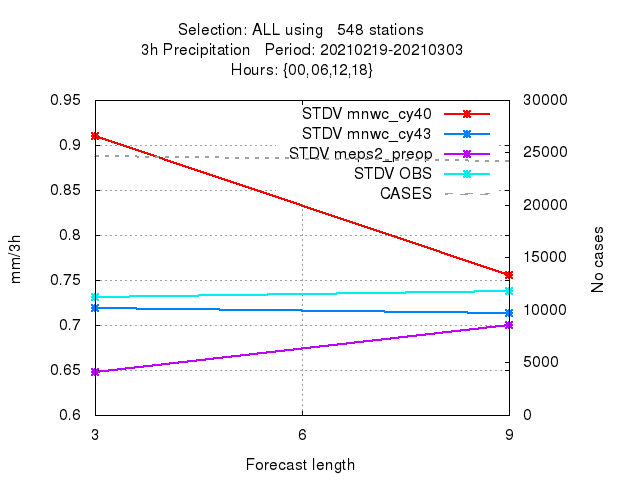 Selection: ALL using   548 stations
3h Precipitation   Period: 20210219-20210303
Hours: {00,06,12,18}
0.95
30000
STDV mnwc_cy40
STDV mnwc_cy43
0.9
25000
STDV meps2_preop
STDV OBS
CASES
0.85
20000
0.8
mm/3h
No cases
15000
0.75
10000
0.7
5000
0.65
0.6
0
3
6
9
Forecast length